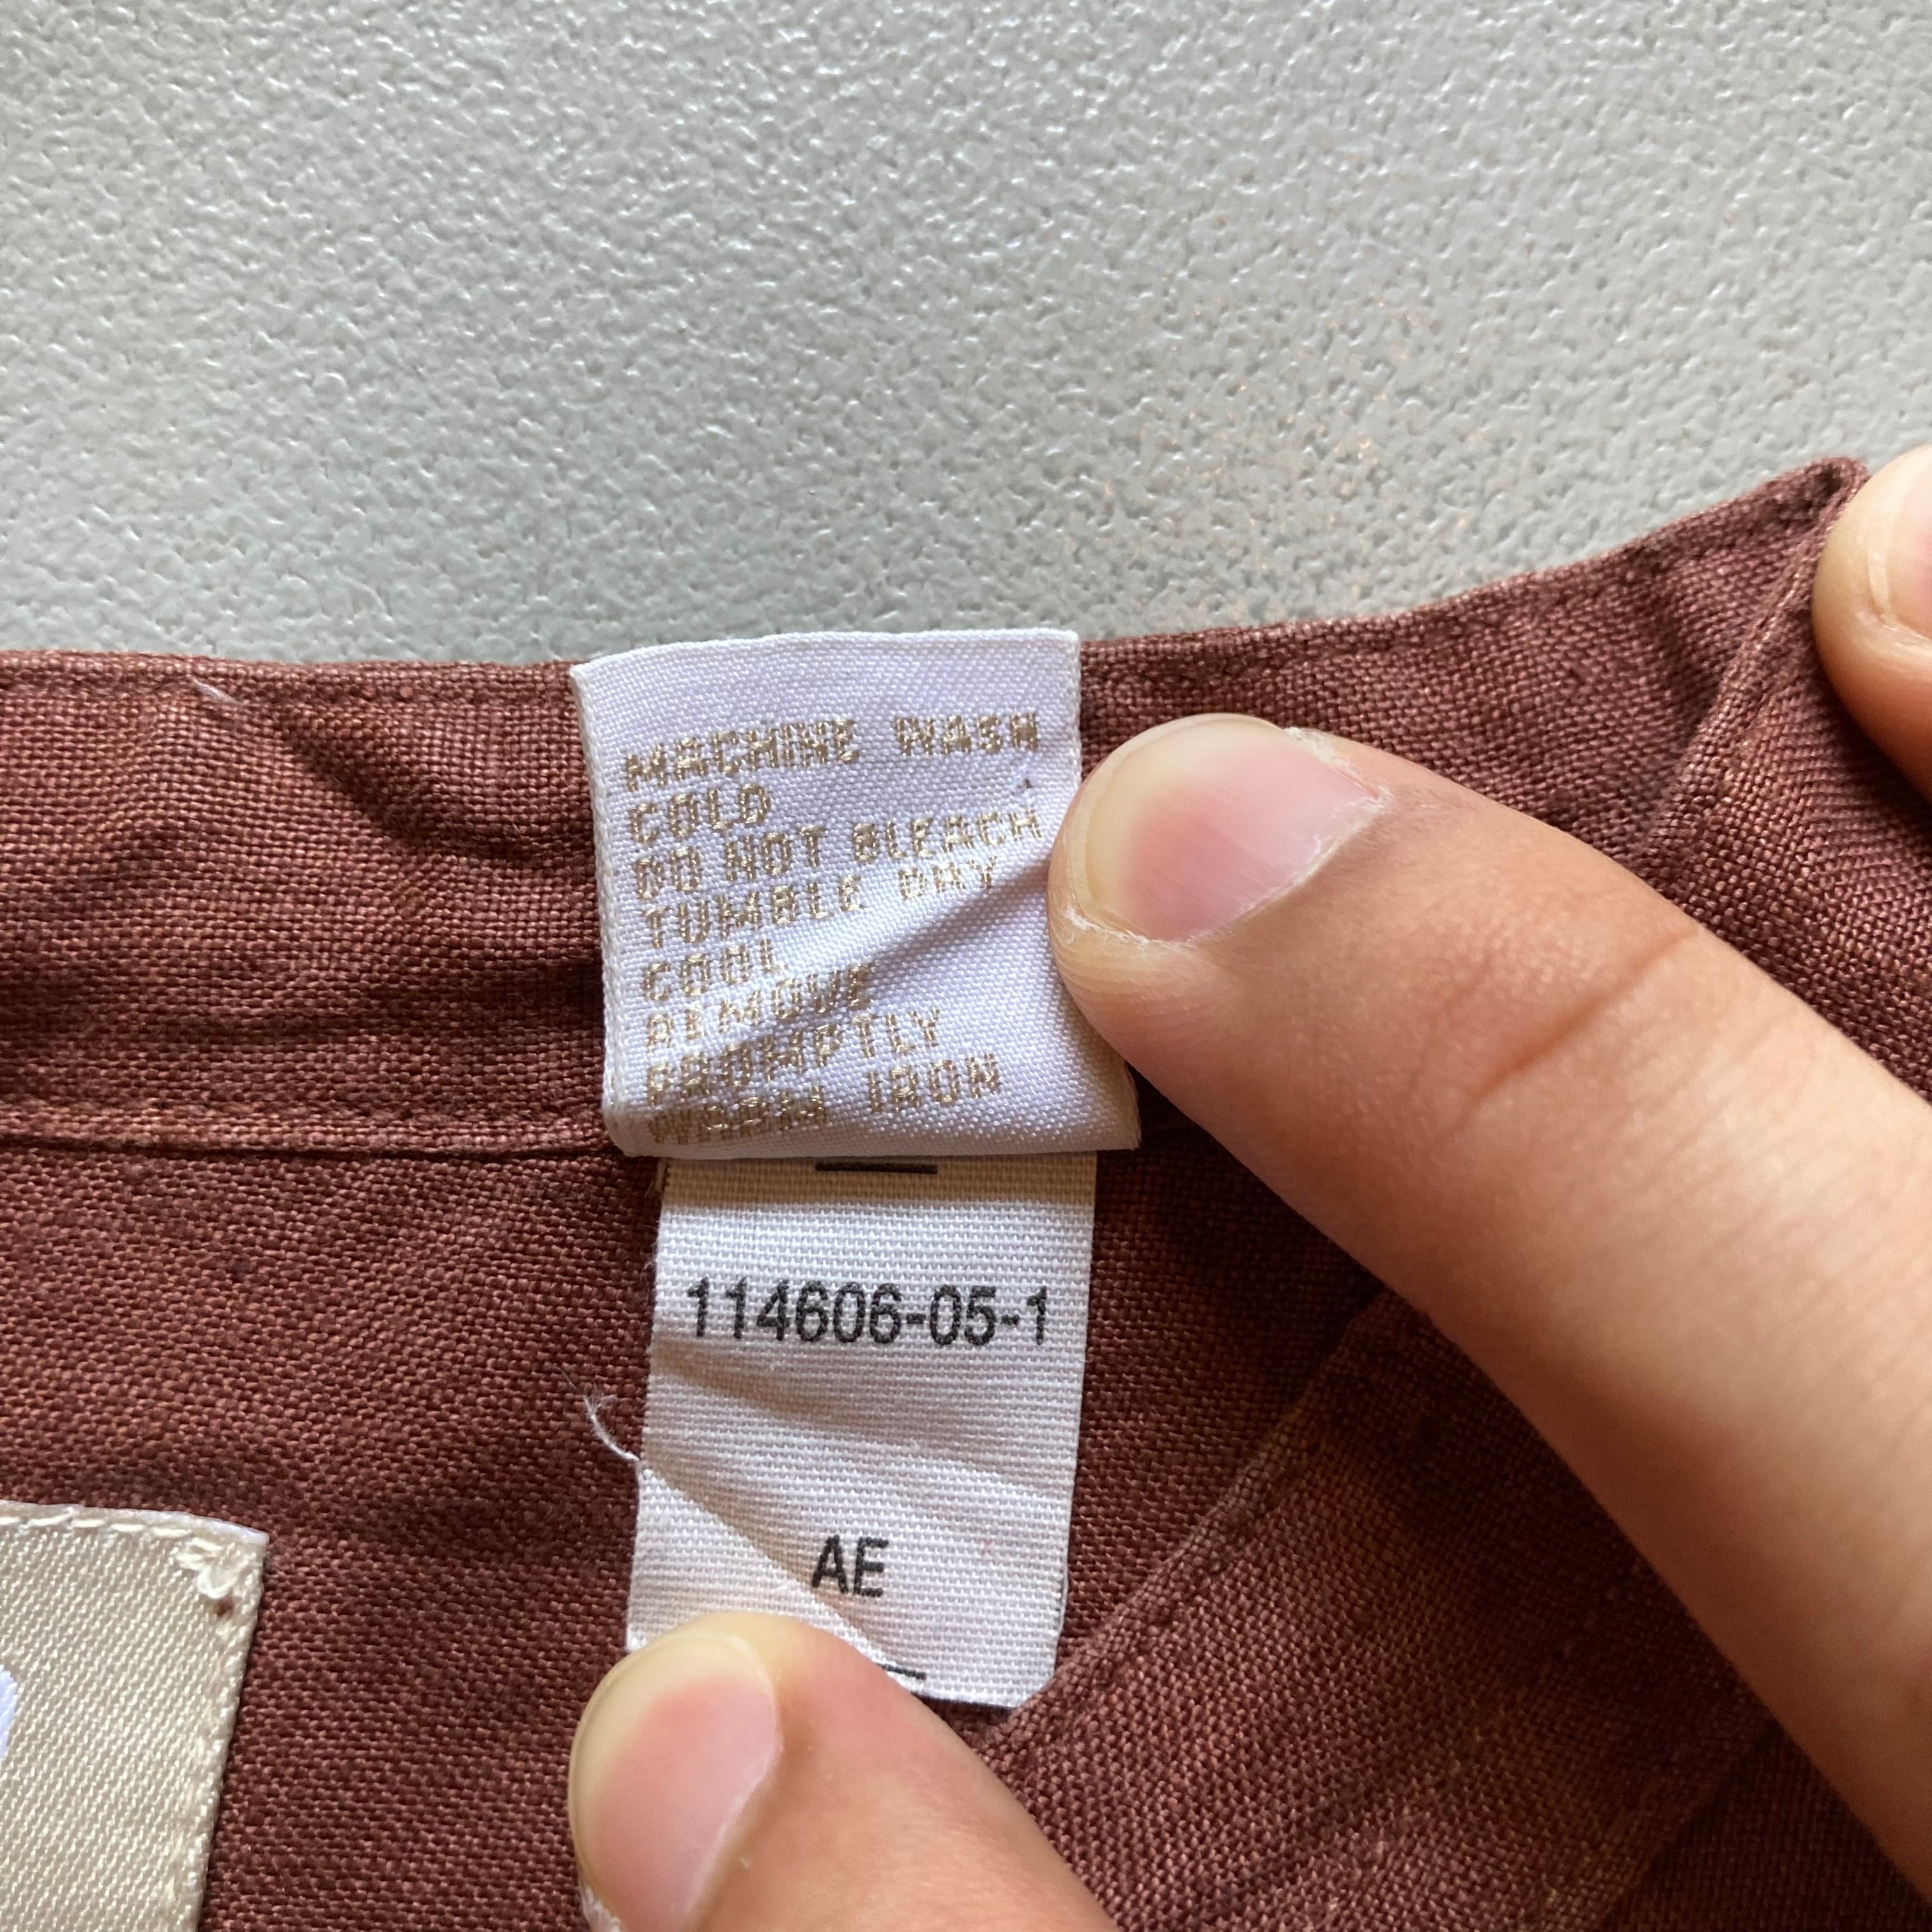 MACHINE WASH
COLD
DO NOT BLEACH
TUMBLE DRY
COOL
REMOVE
PROMPTLY
WARM IRON
114606-05-1
AE